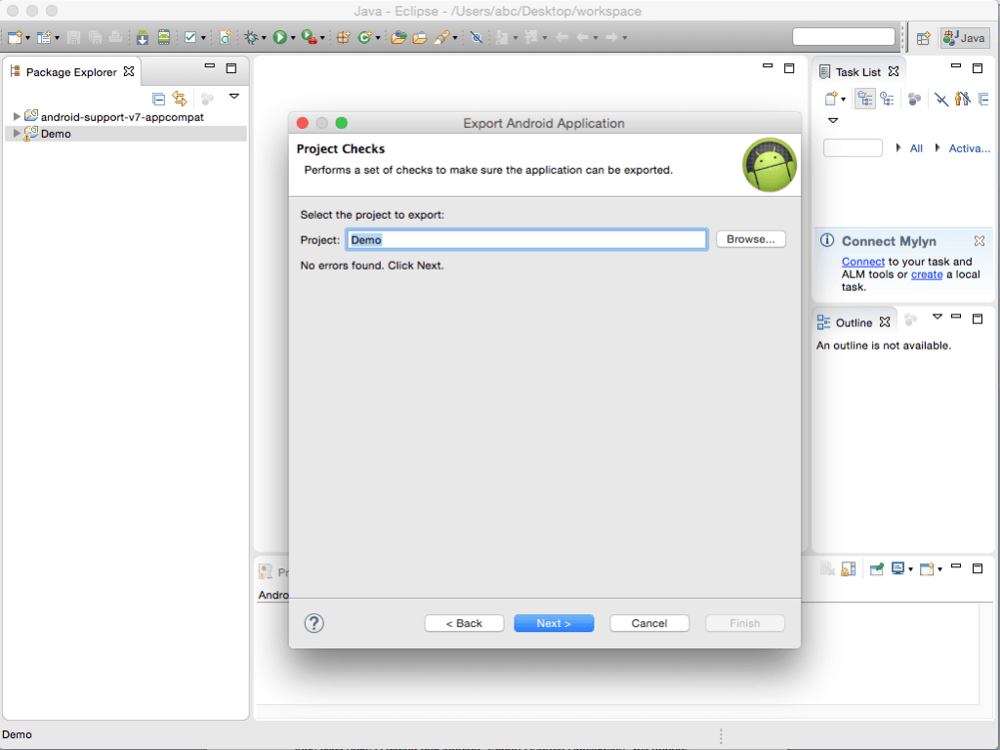 Java - Eclipse - /Users/abc/Desktop/workspace
Java
Package Explorer
android-support-v7-appcompat
Demo
Task List
All
Activa...
Connect Mylyn
Connect to your task and
ALM tools or create a local
task.
Outline
An outline is not available.
Export Android Application
Project Checks
Performs a set of checks to make sure the application can be exported.
Select the project to export:
Project: Demo Browse...
No errors found. Click Next.
? < Back Next > Cancel Finish
Pr
Andro
Demo